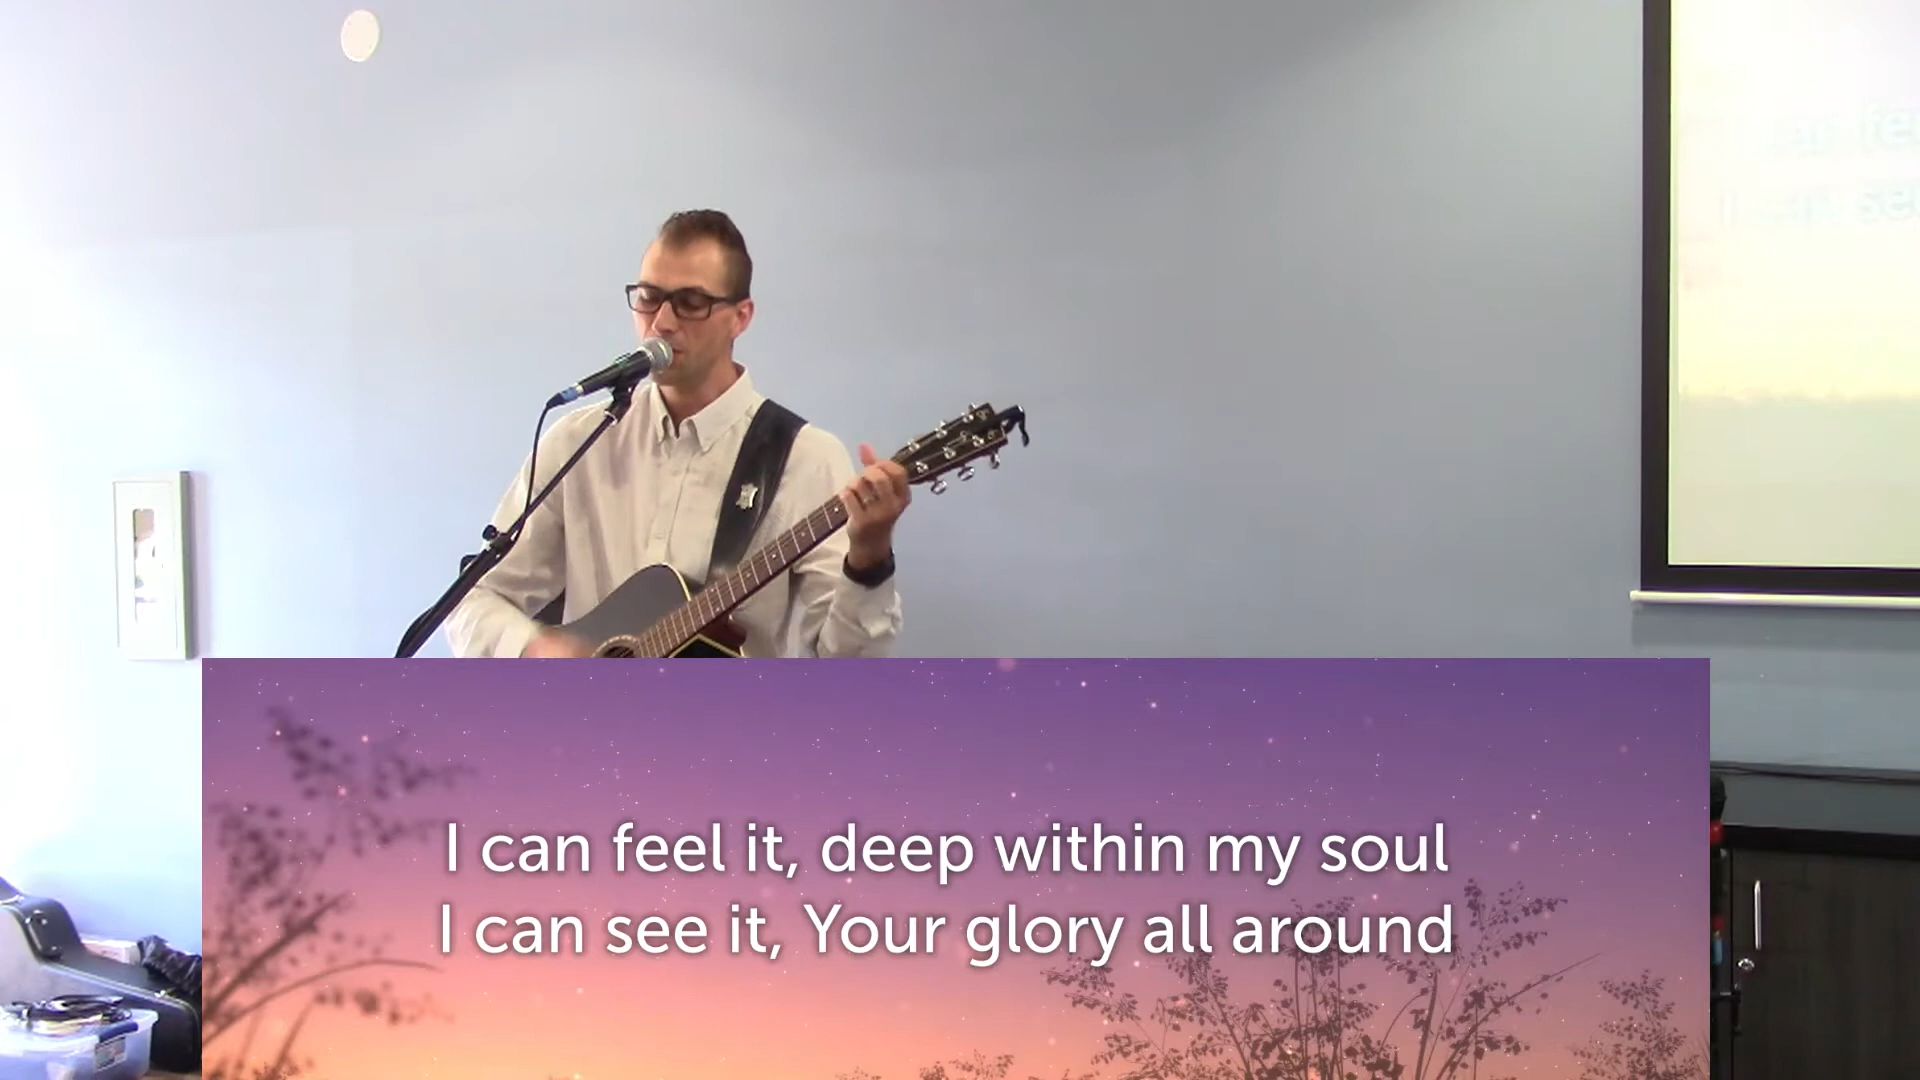 I can feel it, deep within my soul
I can see it, Your glory all around